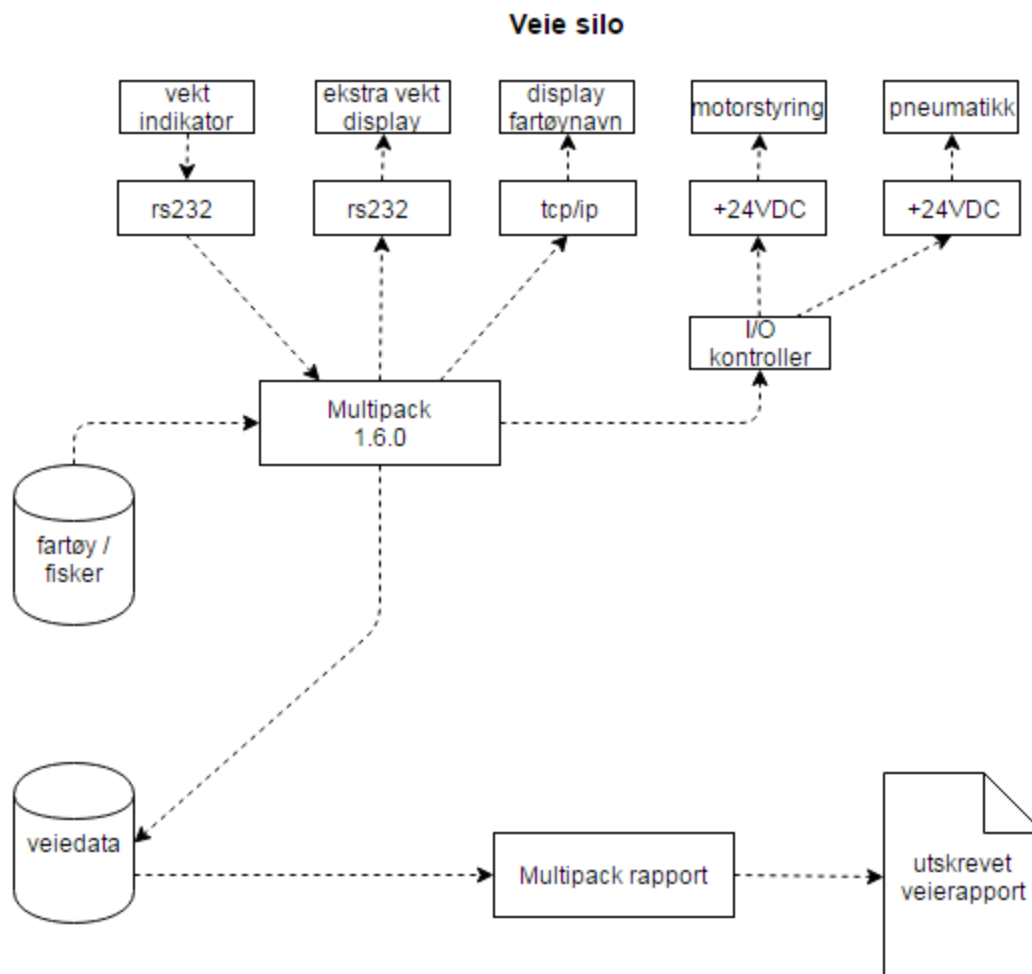 Veie silo
vekt
indikator
ekstra vekt
display
display
fartøynavn
motorstyring
pneumatikk
rs232
rs232
tcp/ip
+24VDC
+24VDC
I/O
kontroller
Multipack
1.6.0
fartøy /
fisker
veiedata
Multipack rapport
utskrevet
veierapport